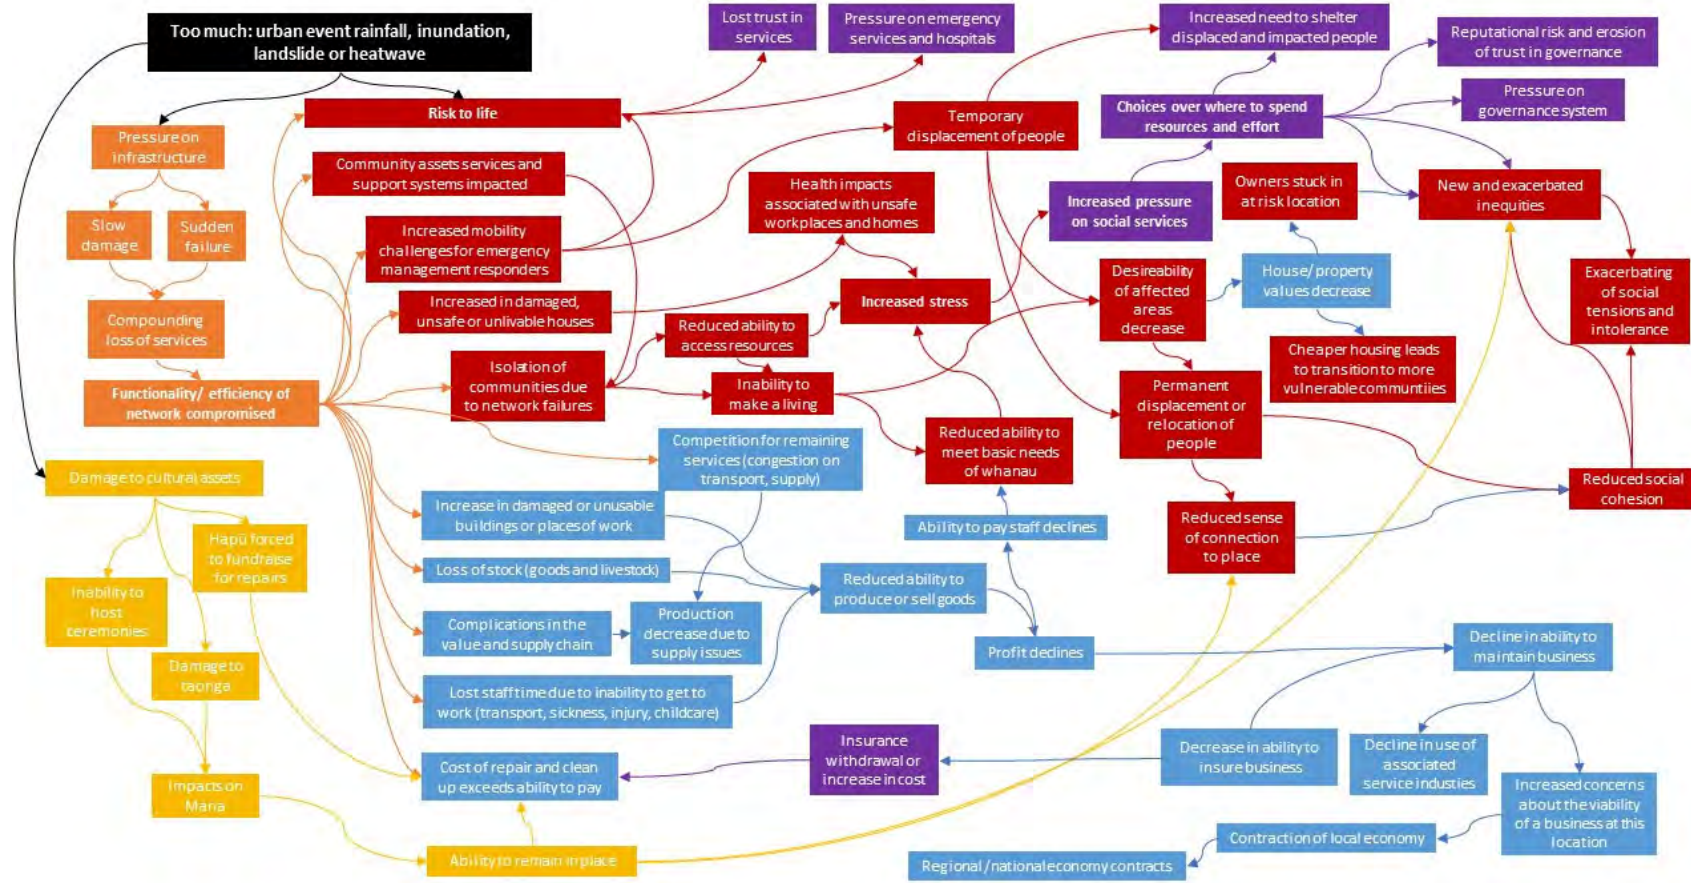 Too much: urban event rainfall, inundation,
landslide or heatwave
Lost trust in
services
Pressure on emergency
services and hospitals
Increased need to shelter
displaced and impacted people
Reputational risk and erosion
of trust in governance
Pressure on
governance system
Choices over where to spend
resources and effort
Risk to life
Temporary
displacement of people
Pressure on
infrastructure
Community assets services and
support systems impacted
Health impacts
associated with unsafe
workplaces and homes
Increased pressure
on social services
Owners stuck in
at risk location
New and exacerbated
inequities
Slow
damage
Sudden
failure
Increased mobility
challenges for emergency
management responders
Increased in damaged,
unsafe or unlivable houses
Increased stress
Desireability
of affected
areas
decrease
House/ property
values decrease
Exacerbating
of social
tensions and
intolerance
Compounding
loss of services
Reduced ability to
access resources
Cheaper housing leads
to transition to more
vulnerable communtiies
Isolation of
communities due
to network failures
Inability to
make a living
Permanent
displacement or
relocation of
people
Functionality/ efficiency of
network compromised
Competition for remaining
services (congestion on
transport, supply)
Reduced ability to
meet basic needs
of whanau
Reduced social
cohesion
Damage to cultural assets
Increase in damaged or unusable
buildings or places of work
Ability to pay staff declines
Reduced sense
of connection
to place
Hapū forced
to fundraise
for repairs
Inability to
host
ceremonies
Loss of stock (goods and livestock)
Reduced ability to
produce or sell goods
Complications in the
value and supply chain
Production
decrease due to
supply issues
Profit declines
Decline in ability to
maintain business
Damage to
taonga
Lost staff time due to inability to get to
work (transport, sickness, injury, childcare)
Insurance
withdrawal or
increase in cost
Decrease in ability to
insure business
Decline in use of
associated
service industies
Increased concerns
about the viability
of a business at this
location
Cost of repair and clean
up exceeds ability to pay
Impacts on
Mana
Contraction of local economy
Ability to remain in place
Regional /national economy contracts